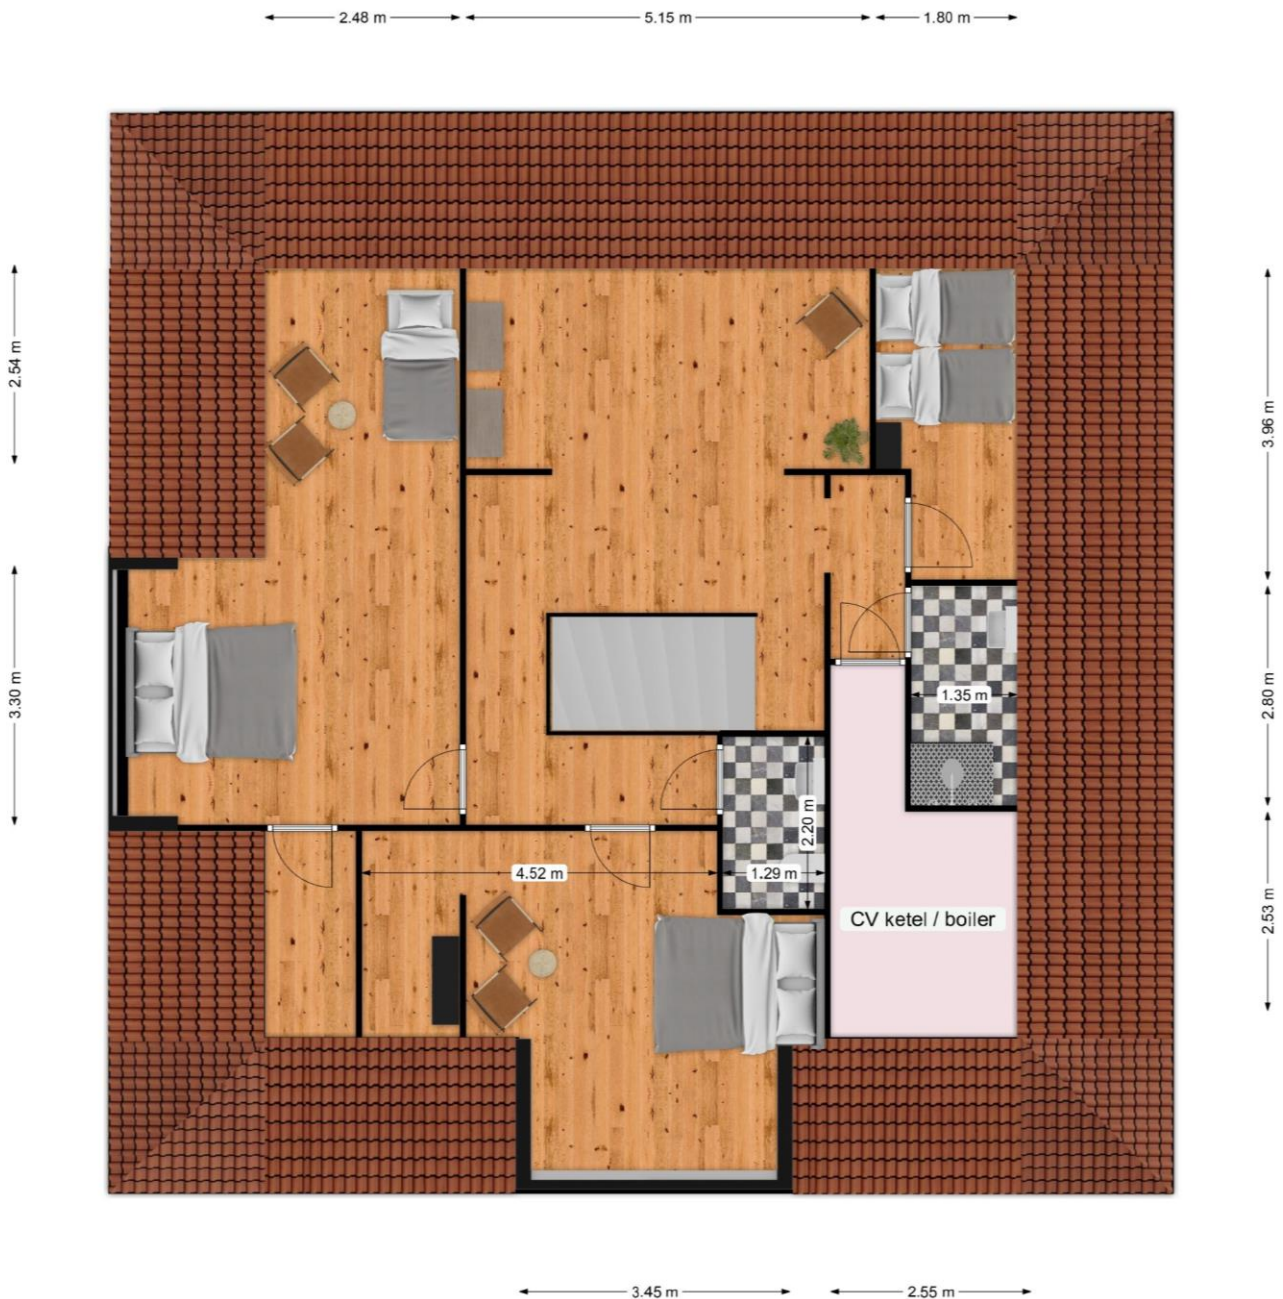 2.48 m
5.15 m
1.80 m
2.54 m
3.96 m
3.30 m
2.80 m
1.35 m
2.20 m
4.52 m
1.29 m
CV ketel / boiler
2.53 m
3.45 m
2.55 m